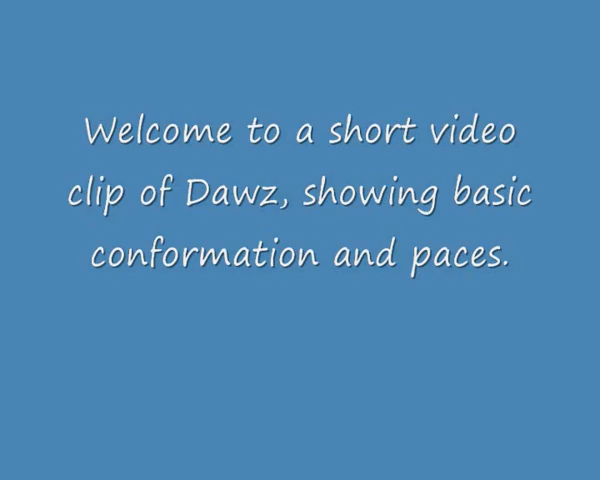 Welcome to a short video
clip of Dawz, showing basic
conformation and paces.